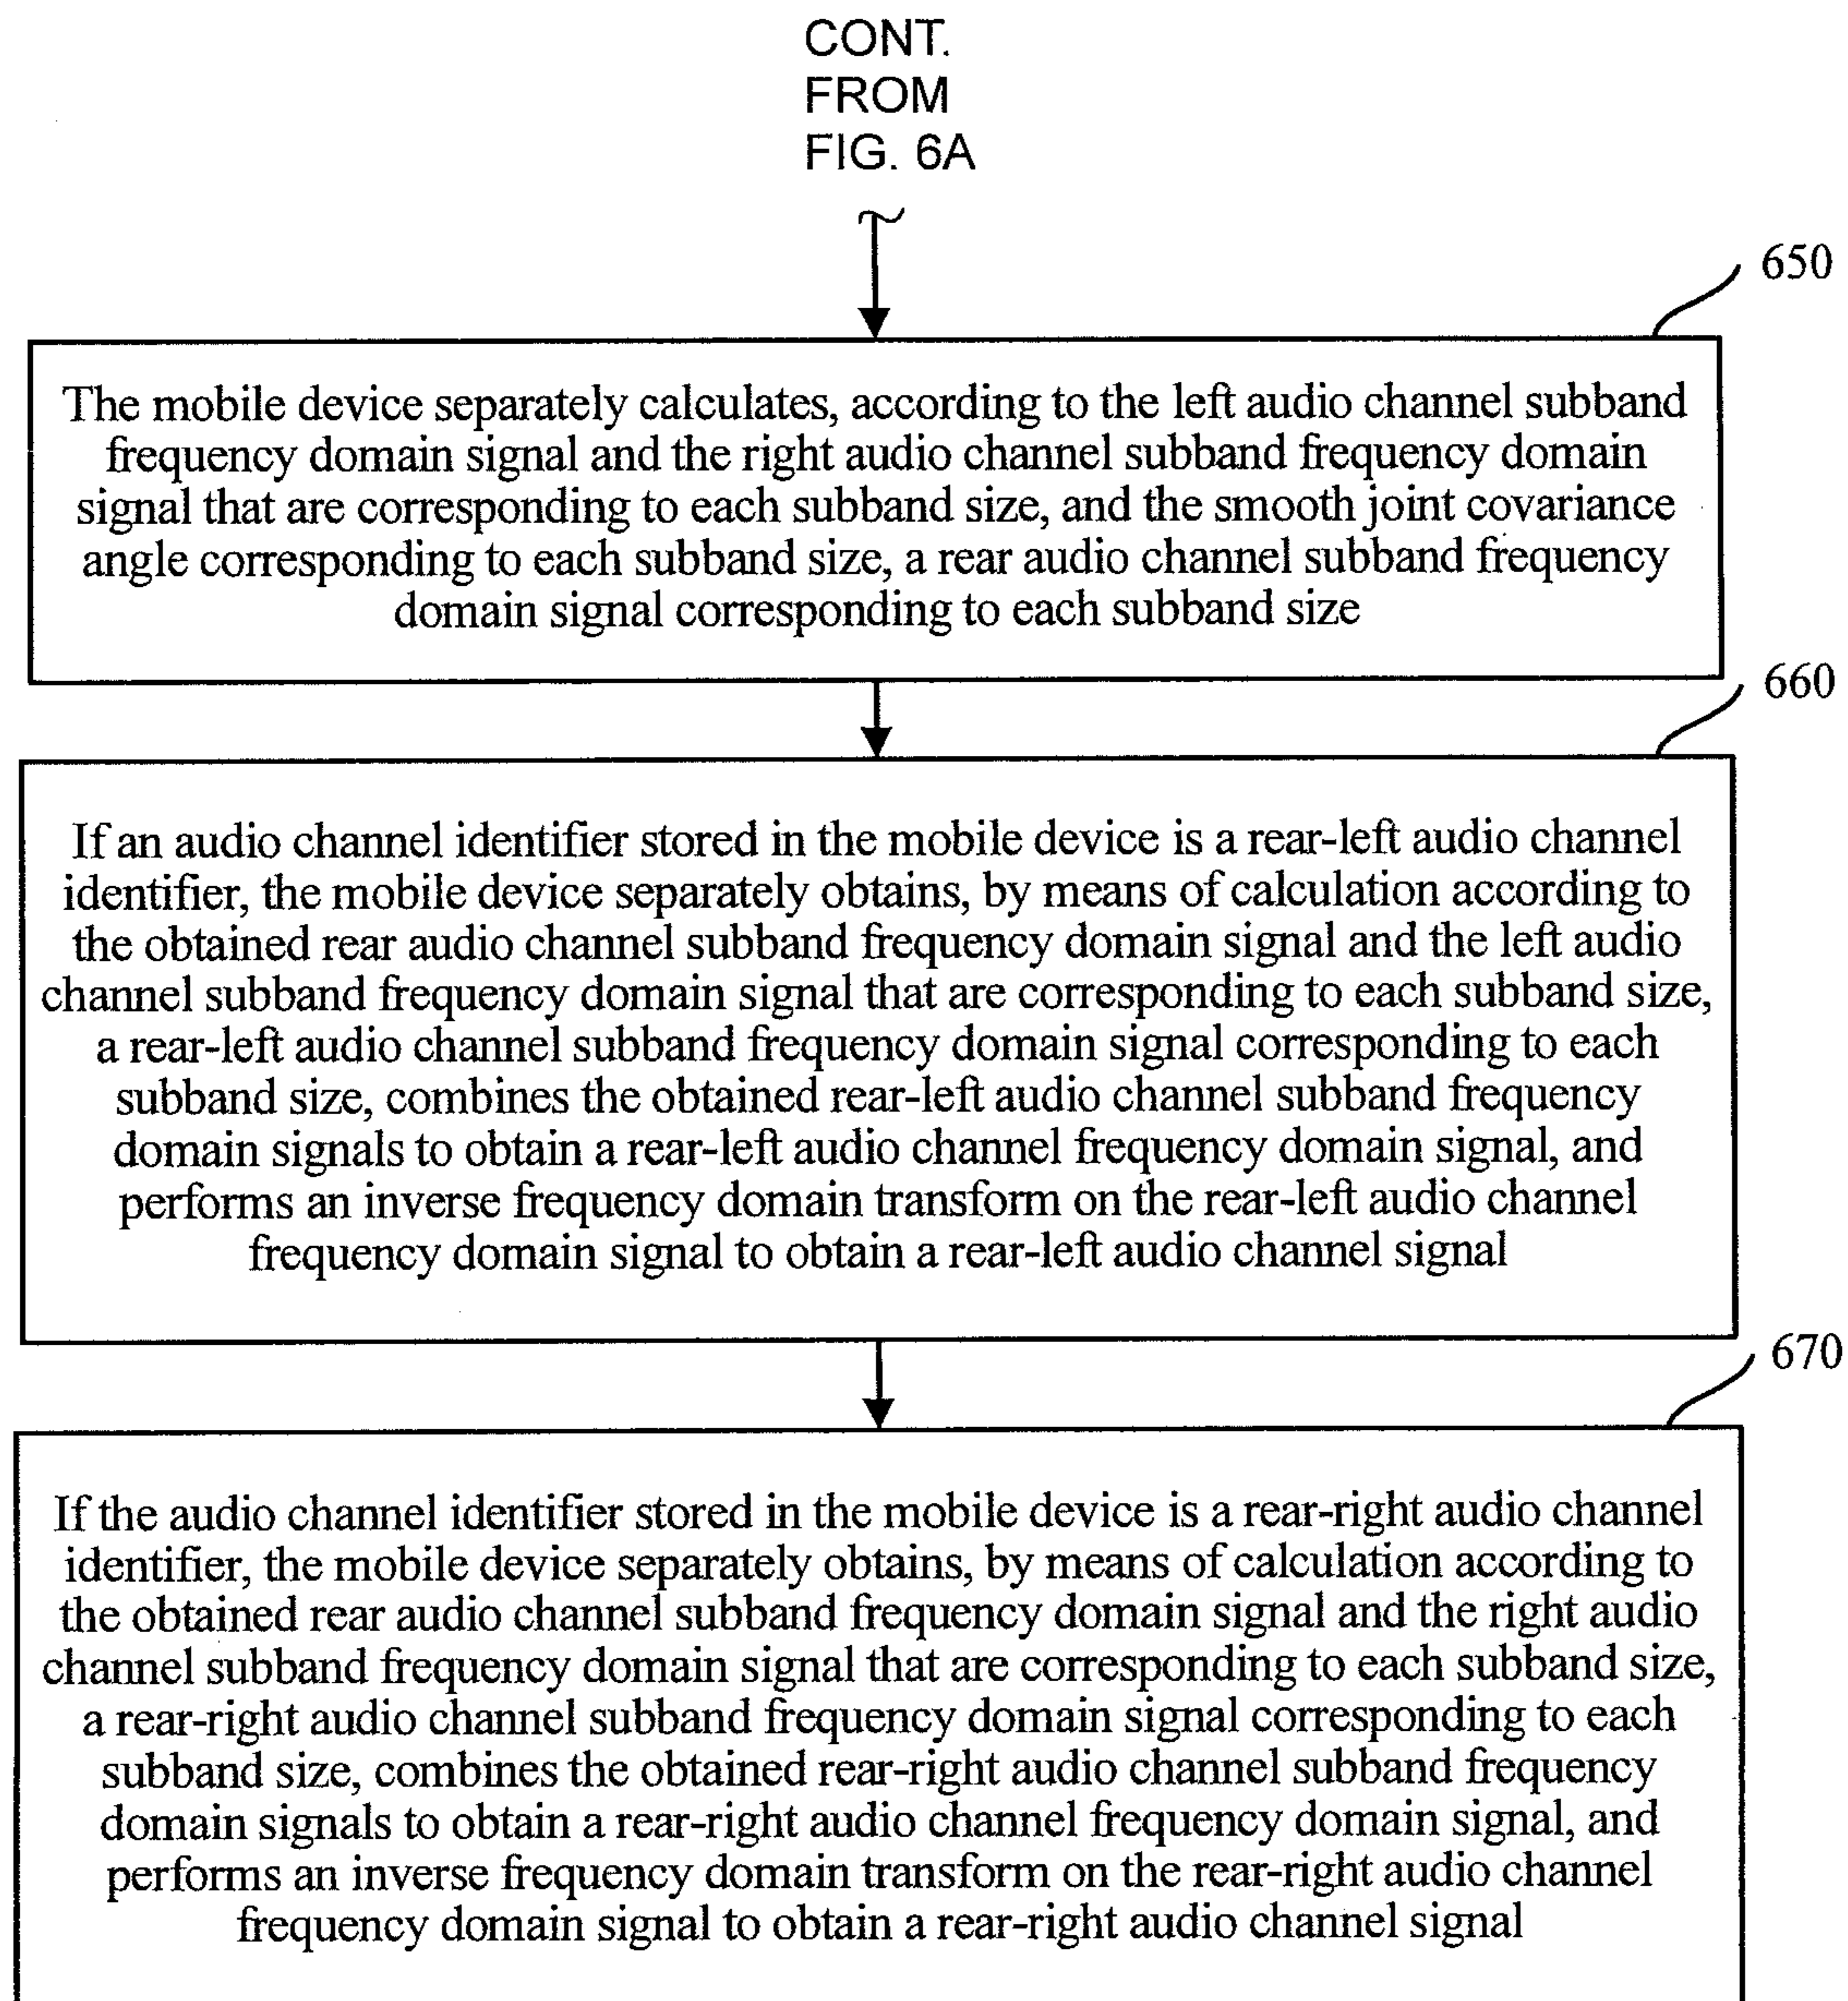 CONT.
FROM
FIG. 6A
650
The mobile device separately calculates, according to the left audio channel subband
frequency domain signal and the right audio channel subband frequency domain
signal that are corresponding to each subband size, and the smooth joint covariance
angle corresponding to each subband size, a rear audio channel subband frequency
domain signal corresponding to each subband size
660
If an audio channel identifier stored in the mobile device is a rear-left audio channel
identifier, the mobile device separately obtains, by means of calculation according to
the obtained rear audio channel subband frequency domain signal and the left audio
channel subband frequency domain signal that are corresponding to each subband size,
a rear-left audio channel subband frequency domain signal corresponding to each
subband size, combines the obtained rear-left audio channel subband frequency
domain signals to obtain a rear-left audio channel frequency domain signal, and
performs an inverse frequency domain transform on the rear-left audio channel
frequency domain signal to obtain a rear-left audio channel signal
670
If the audio channel identifier stored in the mobile device is a rear-right audio channel
identifier, the mobile device separately obtains, by means of calculation according to
the obtained rear audio channel subband frequency domain signal and the right audio
channel subband frequency domain signal that are corresponding to each subband size,
a rear-right audio channel subband frequency domain signal corresponding to each
subband size, combines the obtained rear-right audio channel subband frequency
domain signals to obtain a rear-right audio channel frequency domain signal, and
performs an inverse frequency domain transform on the rear-right audio channel
frequency domain signal to obtain a rear-right audio channel signal